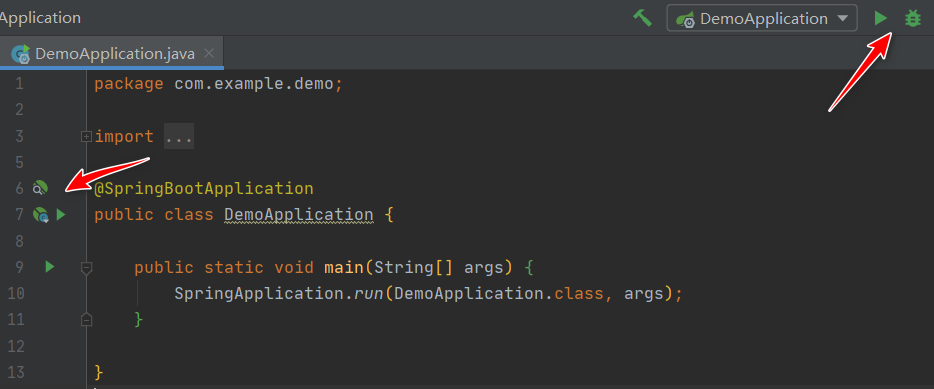 Application
DemoApplication
DemoApplication.java
1 package com.example.demo;
2
3 import ...
5
6 @SpringBootApplication
7 public class DemoApplication {
8
9 public static void main(String[] args) {
10 SpringApplication.run(DemoApplication.class, args);
11 }
12
13 }